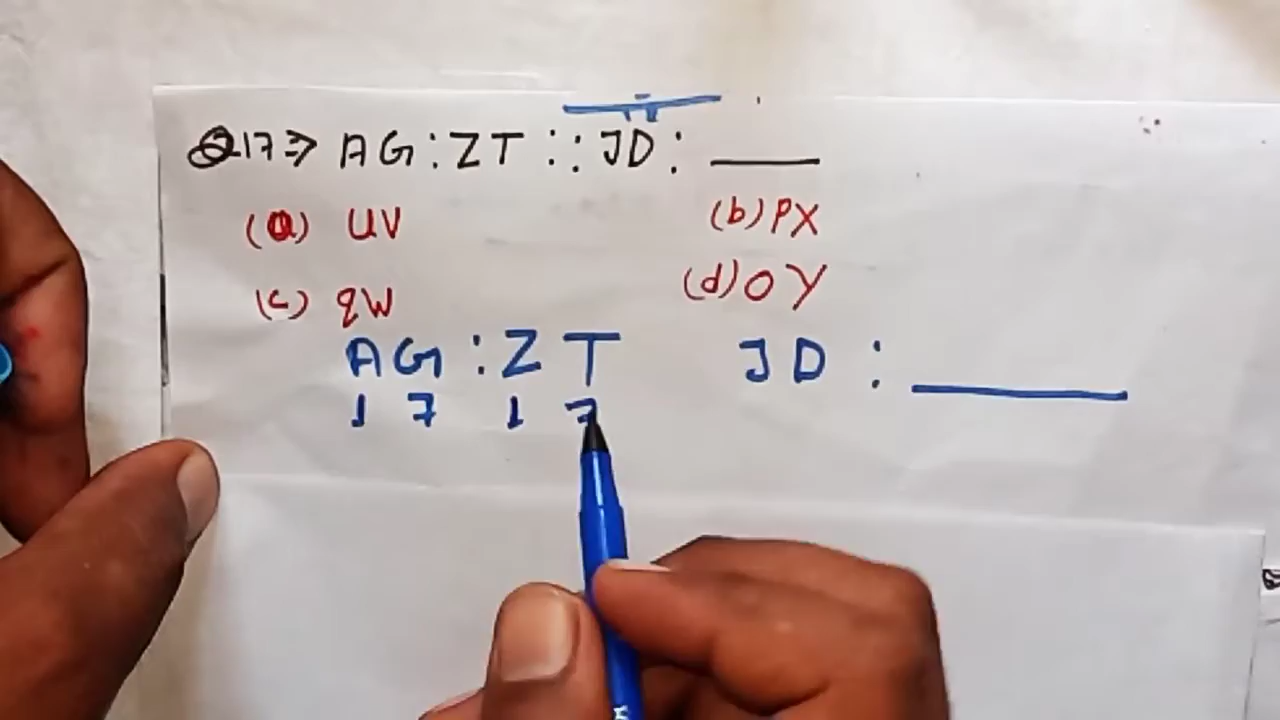 Q17⇒ AG : ZT :: JD : ____
(a) UV (b) PX
(c) qW (d) OY
AG : ZT JD : ____
1 7 1 7